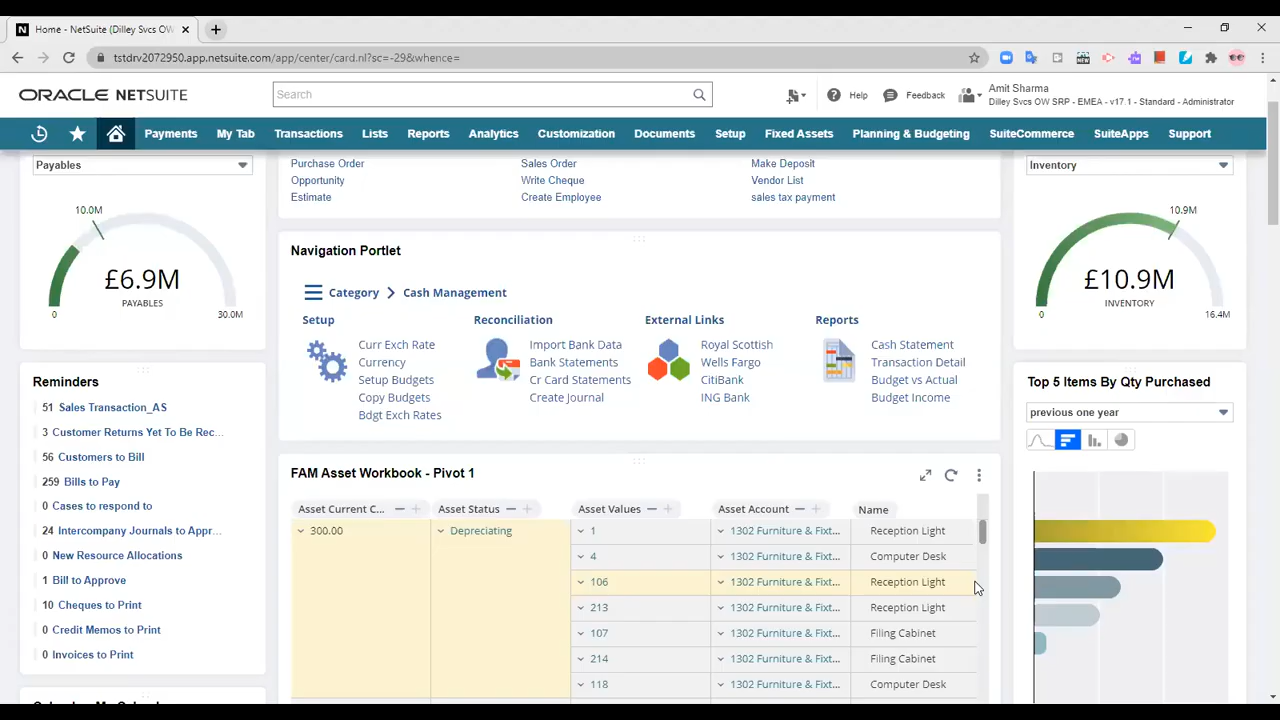 Home - NetSuite (Dilley Svcs OW
tstdrv2072950.app.netsuite.com/app/center/card.nl?sc=-29&whence=
ORACLE NETSUITE
Search
Help
Feedback
Amit Sharma
Dilley Svcs OW SRP - EMEA - v17.1 - Standard - Administrator
Payments
My Tab
Transactions
Lists
Reports
Analytics
Customization
Documents
Setup
Fixed Assets
Planning & Budgeting
SuiteCommerce
SuiteApps
Support
Payables
10.0M
£6.9M
PAYABLES
0
30.0M
Reminders
51 Sales Transaction_AS
3 Customer Returns Yet To Be Rec...
56 Customers to Bill
259 Bills to Pay
0 Cases to respond to
24 Intercompany Journals to Appr...
0 New Resource Allocations
1 Bill to Approve
10 Cheques to Print
0 Credit Memos to Print
0 Invoices to Print
Purchase Order
Sales Order
Make Deposit
Opportunity
Write Cheque
Vendor List
Estimate
Create Employee
sales tax payment
Navigation Portlet
Category > Cash Management
Setup
Curr Exch Rate
Currency
Setup Budgets
Copy Budgets
Bdgt Exch Rates
Reconciliation
Import Bank Data
Bank Statements
Cr Card Statements
Create Journal
External Links
Royal Scottish
Wells Fargo
CitiBank
ING Bank
Reports
Cash Statement
Transaction Detail
Budget vs Actual
Budget Income
FAM Asset Workbook - Pivot 1
Asset Current C... Asset Status Asset Values Asset Account Name
300.00 Depreciating 1 1302 Furniture & Fixt... Reception Light
4 1302 Furniture & Fixt... Computer Desk
106 1302 Furniture & Fixt... Reception Light
213 1302 Furniture & Fixt... Reception Light
107 1302 Furniture & Fixt... Filing Cabinet
214 1302 Furniture & Fixt... Filing Cabinet
118 1302 Furniture & Fixt... Computer Desk
Inventory
10.9M
£10.9M
INVENTORY
0
16.4M
Top 5 Items By Qty Purchased
previous one year